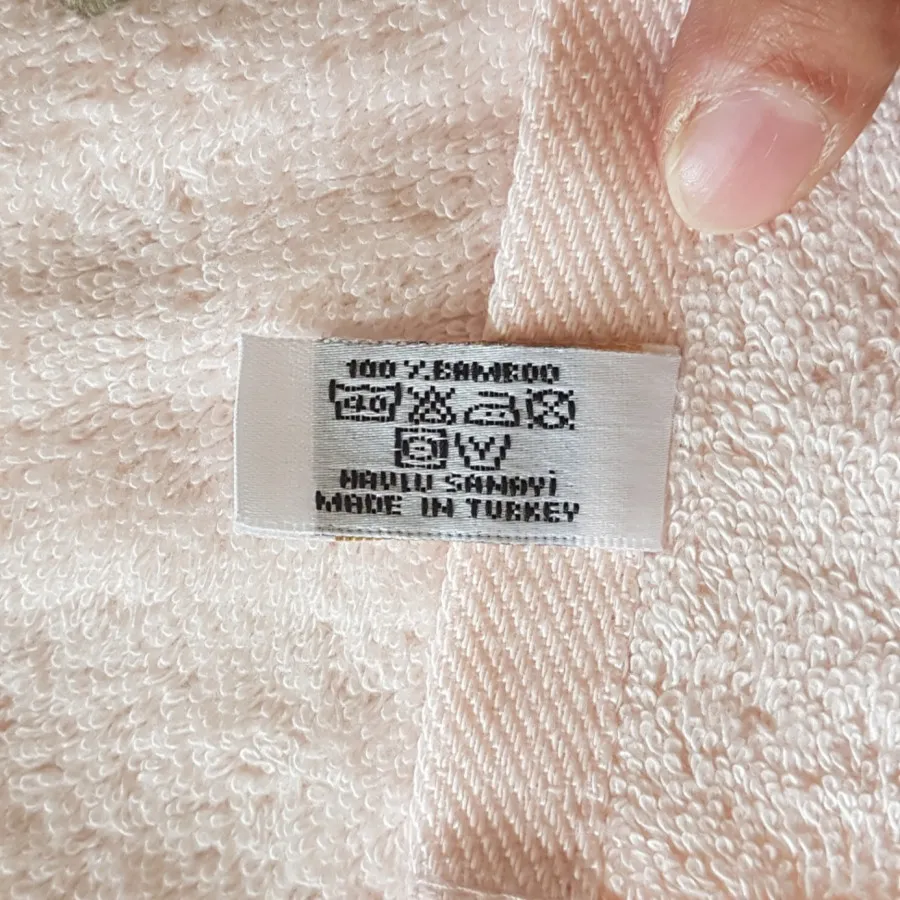 100 % BAMBOO
40
HAVLU SANAYİ
MADE IN TURKEY